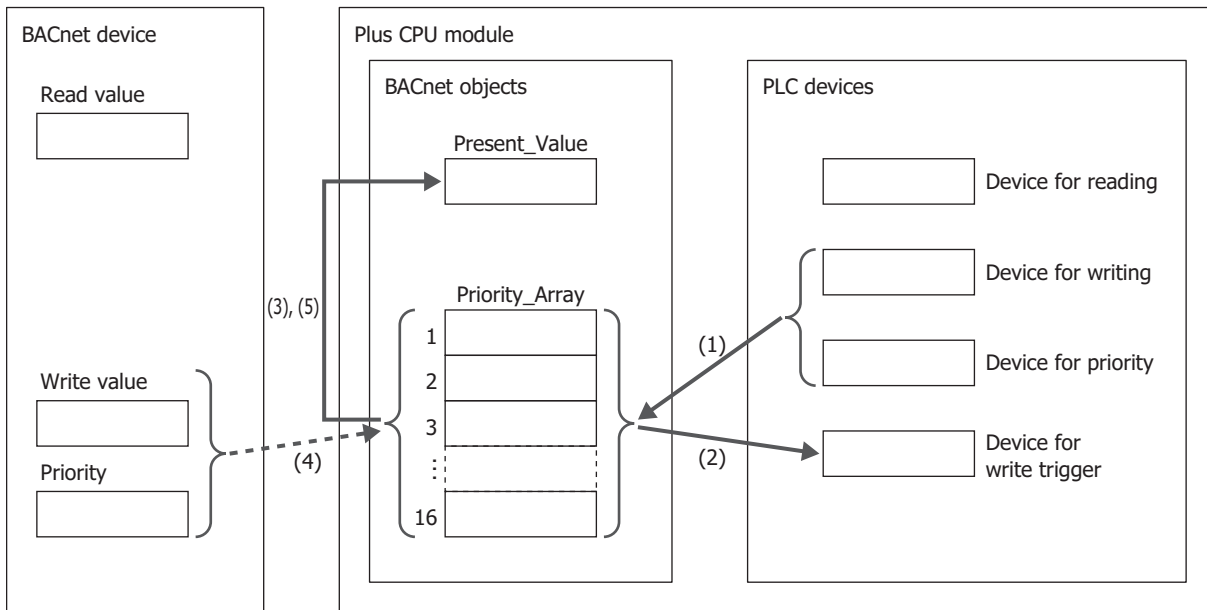 BACnet device
Read value
Write value
Priority
(3), (5)
(4)
Plus CPU module
BACnet objects
Present_Value
Priority_Array
1
2
3
⋮
16
(1)
(2)
PLC devices
Device for reading
Device for writing
Device for priority
Device for
write trigger